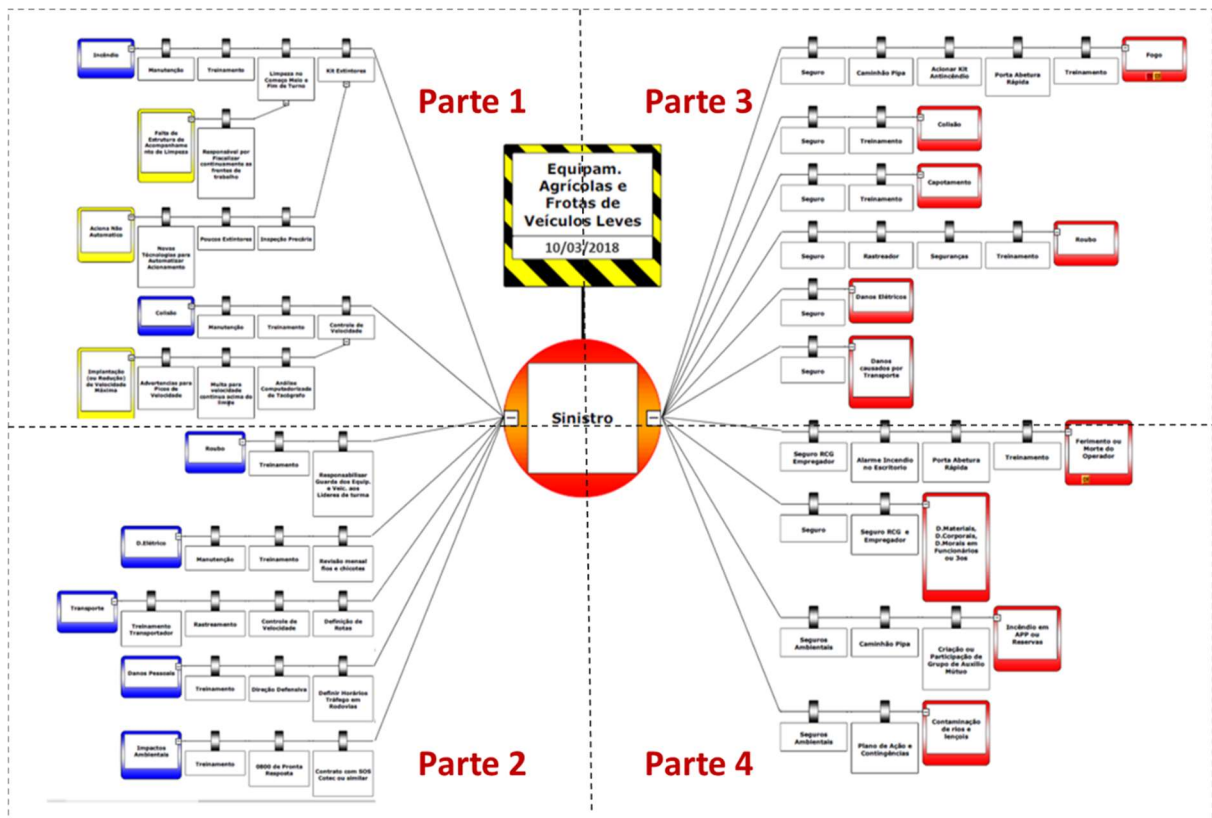 Incêndio
Manutenção
Treinamento
Limpeza no
Começo Meio e
Fim de Turno
Kit Extintores
Falta de
Estrutura de
Acompanhame
nto de Limpeza
Responsável por
Fiscalizar
continuamente as
frentes de
trabalho
Aciona Não
Automatico
Novas
Técnologias para
Automatizar
Acionamento
Poucos Extintores
Inspeção Precária
Colisão
Manutenção
Treinamento
Controle de
Velocidade
Implantação
(ou Redução)
de Velocidade
Máxima
Advertencias para
Picos de
Velocidade
Multa para
velocidade
continua acima do
limite
Análise
Computadorizada
de Tacógrafo
Parte 1
Equipam.
Agrícolas e
Frotas de
Veículos Leves
10/03/2018
Sinistro
Parte 3
Seguro
Caminhão Pipa
Acionar Kit
Antincêndio
Porta Abetura
Rápida
Treinamento
Fogo
Seguro
Treinamento
Colisão
Seguro
Treinamento
Capotamento
Seguro
Rastreador
Seguranças
Treinamento
Roubo
Seguro
Danos Elétricos
Seguro
Danos
causados por
Transporte
Roubo
Treinamento
Responsabilizar
Guarda dos Equip.
e Veic. aos
Líderes de turma
D.Elétrico
Manutenção
Treinamento
Revisão mensal
fios e chicotes
Transporte
Treinamento
Transportador
Rastreamento
Controle de
Velocidade
Definição de
Rotas
Danos Pessoais
Treinamento
Direção Defensiva
Definir Horários
Tráfego em
Rodovias
Impactos
Ambientais
Treinamento
0800 de Pronta
Resposta
Contrato com SOS
Cotec ou similar
Parte 2
Seguro RCG
Empregador
Alarme Incendio
no Escritorio
Porta Abetura
Rápida
Treinamento
Ferimento ou
Morte do
Operador
Seguro
Seguro RCG e
Empregador
D.Materiais,
D.Corporais,
D.Morais em
Funcionários
ou 3os
Seguros
Ambientais
Caminhão Pipa
Criação ou
Participação de
Grupo de Auxílio
Mútuo
Incêndio em
APP ou
Reservas
Seguros
Ambientais
Plano de Ação e
Contingências
Contaminação
de rios e
lençois
Parte 4